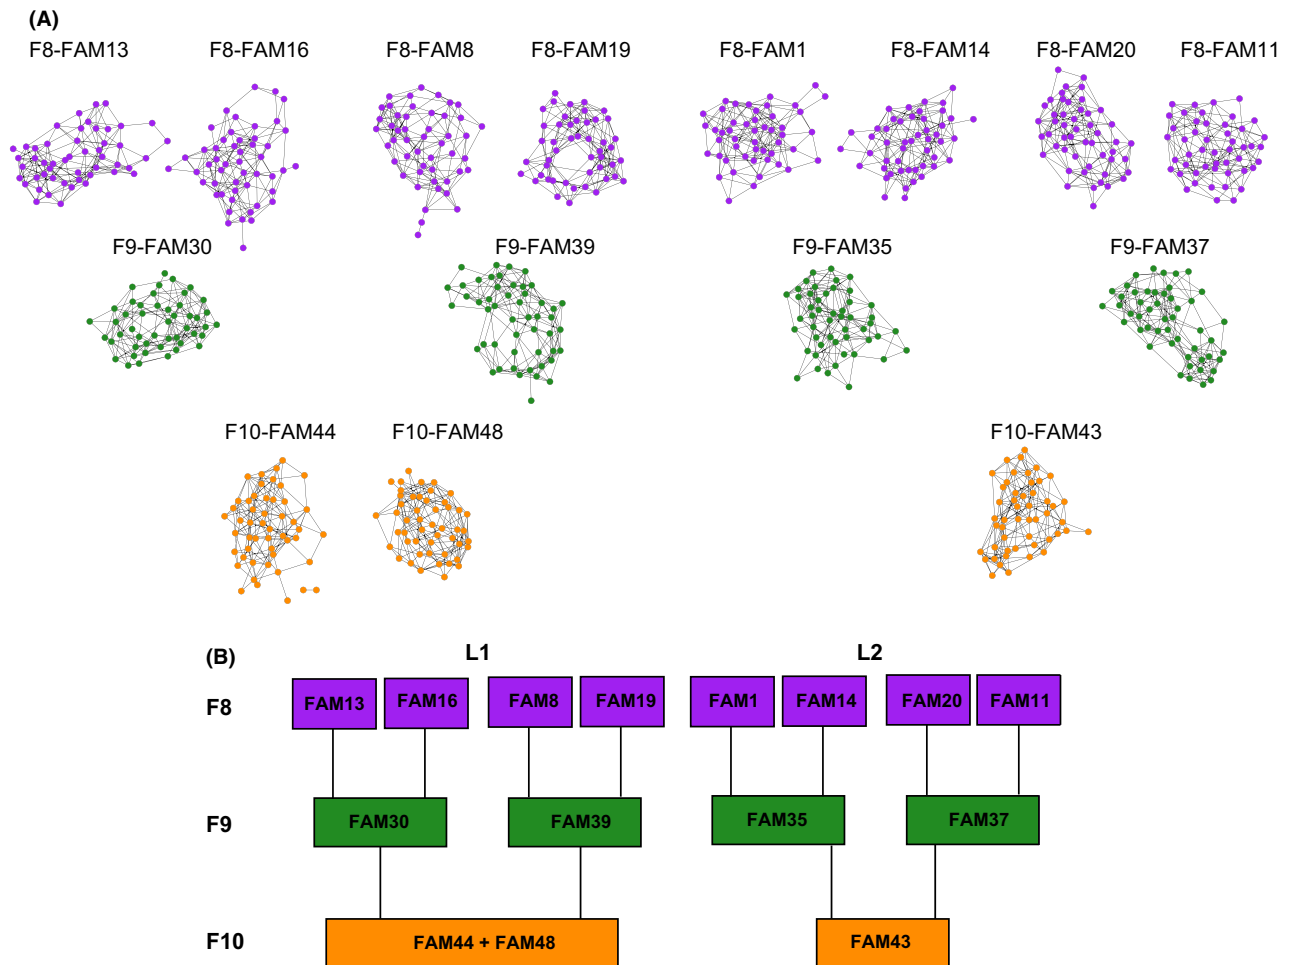 (A)
F8-FAM13 F8-FAM16 F8-FAM8 F8-FAM19 F8-FAM1 F8-FAM14 F8-FAM20 F8-FAM11
F9-FAM30 F9-FAM39 F9-FAM35 F9-FAM37
F10-FAM44 F10-FAM48 F10-FAM43
(B) L1 L2
F8 FAM13 FAM16 FAM8 FAM19 FAM1 FAM14 FAM20 FAM11
F9 FAM30 FAM39 FAM35 FAM37
F10 FAM44 + FAM48 FAM43